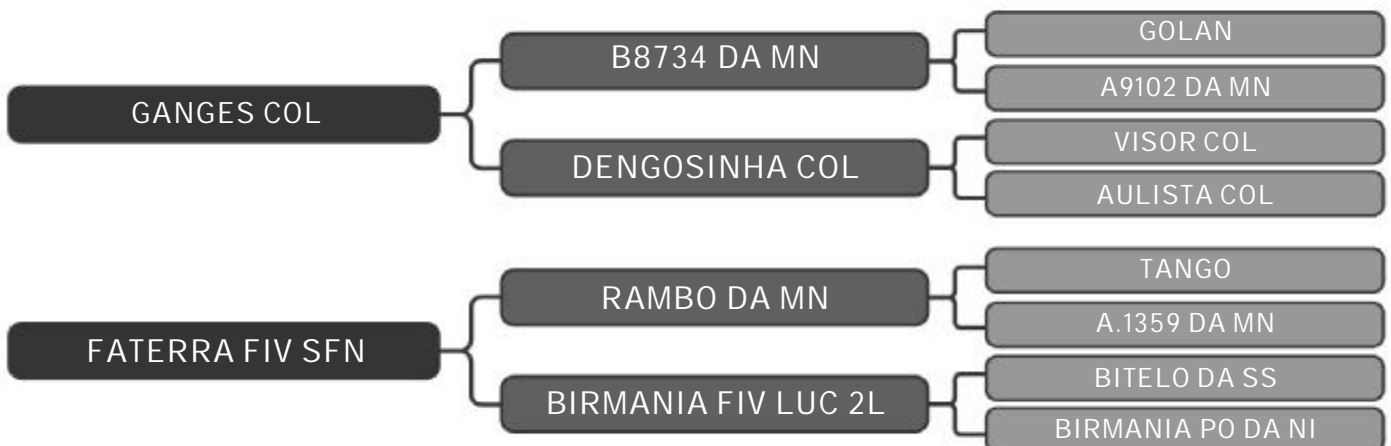 GANGES COL
B8734 DA MN
GOLAN
A9102 DA MN
DENGOSINHA COL
VISOR COL
AULISTA COL
FATERRA FIV SFN
RAMBO DA MN
TANGO
A.1359 DA MN
BIRMANIA FIV LUC 2L
BITELO DA SS
BIRMANIA PO DA NI